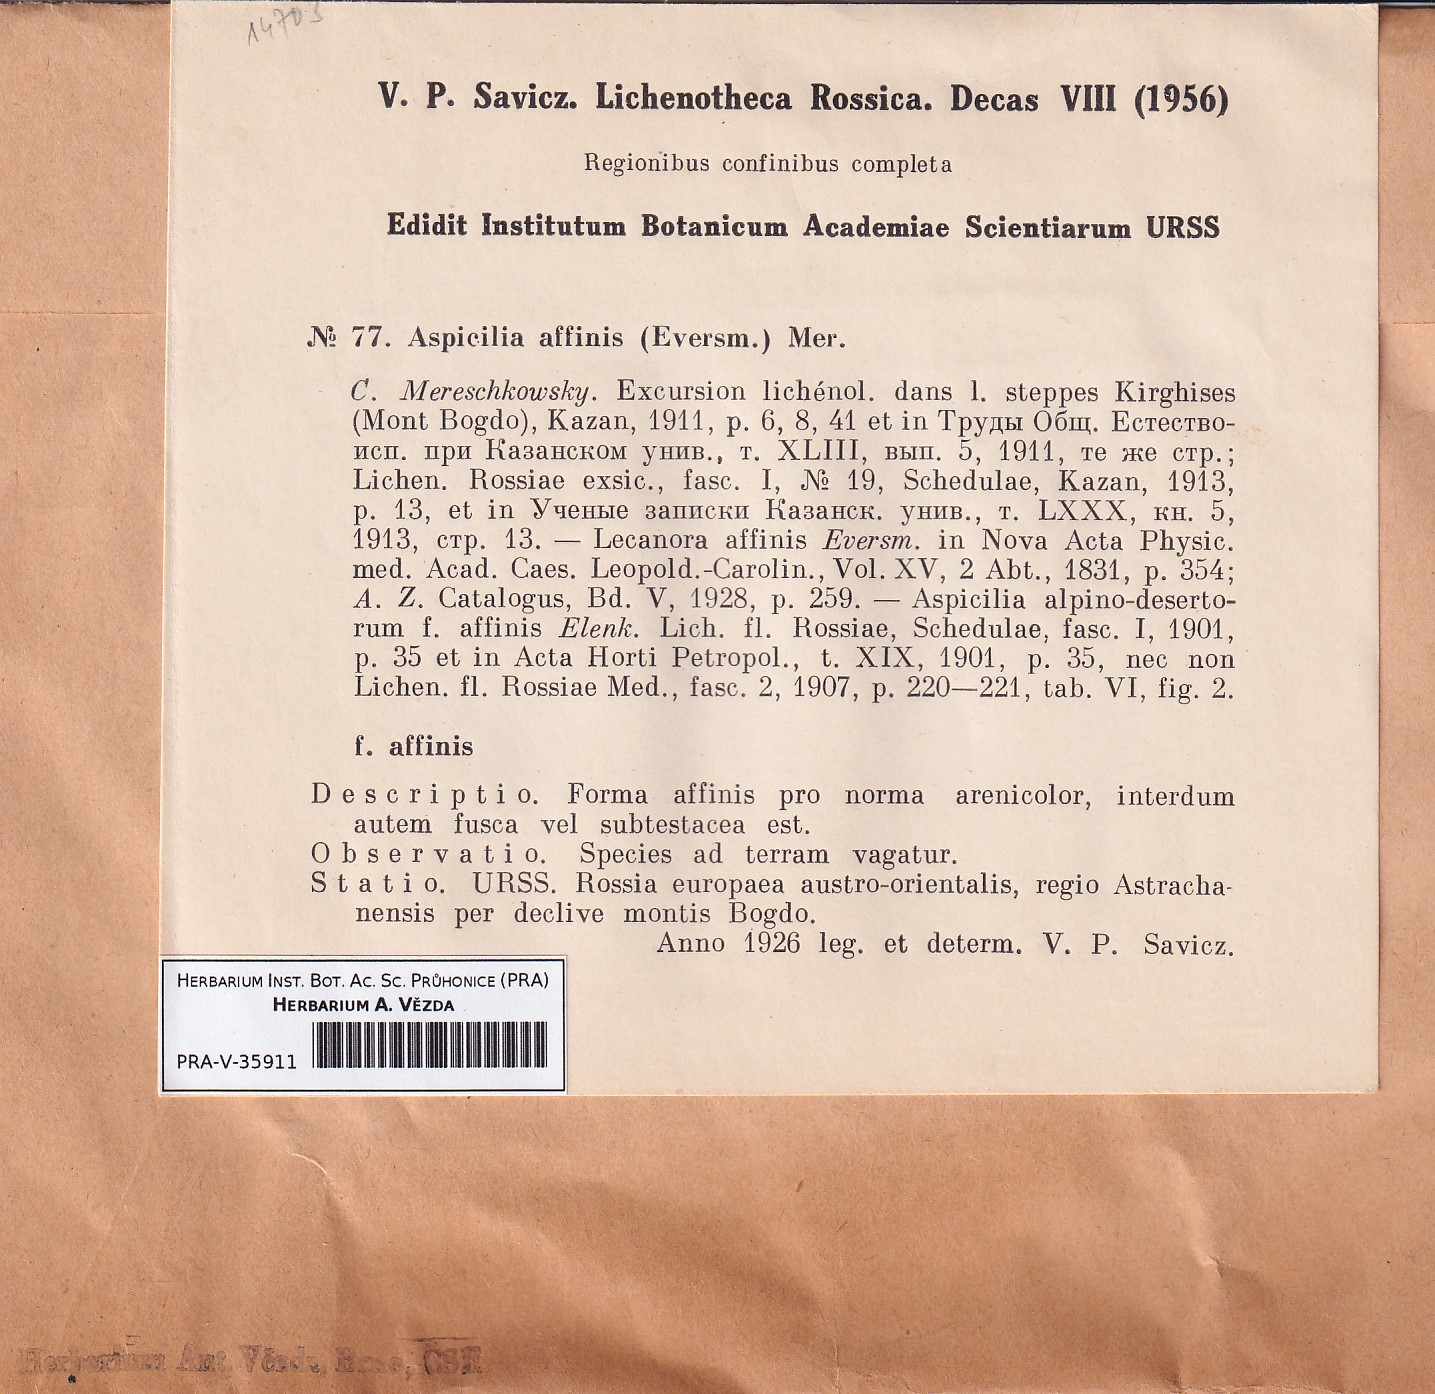 14703
V. P. Savicz. Lichenotheca Rossica. Decas VIII (1956)
Regionibus confinibus completa
Edidit Institutum Botanicum Academiae Scientiarum URSS
№ 77. Aspicilia affinis (Eversm.) Mer.
C. Mereschkowsky. Excursion lichénol. dans l. steppes Kirghises
(Mont Bogdo), Kazan, 1911, p. 6, 8, 41 et in Труды Общ. Естество-
исп. при Казанском унив., т. XLIII, вып. 5, 1911, те же стр.;
Lichen. Rossiae exsic., fasc. I, № 19, Schedulae, Kazan, 1913,
p. 13, et in Ученые записки Казанск. унив., т. LXXX, кн. 5,
1913, стр. 13. — Lecanora affinis Eversm. in Nova Acta Physic.
med. Acad. Caes. Leopold.-Carolin., Vol. XV, 2 Abt., 1831, p. 354;
A. Z. Catalogus, Bd. V, 1928, p. 259. — Aspicilia alpino-deserto-
rum f. affinis Elenk. Lich. fl. Rossiae, Schedulae, fasc. I, 1901,
p. 35 et in Acta Horti Petropol., t. XIX, 1901, p. 35, nec non
Lichen. fl. Rossiae Med., fasc. 2, 1907, p. 220—221, tab. VI, fig. 2.
f. affinis
Descriptio. Forma affinis pro norma arenicolor, interdum
autem fusca vel subtestacea est.
Observatio. Species ad terram vagatur.
Statio. URSS. Rossia europaea austro-orientalis, regio Astracha-
nensis per declive montis Bogdo.
Anno 1926 leg. et determ. V. P. Savicz.
HERBARIUM INST. BOT. AC. SC. PRŮHONICE (PRA)
HERBARIUM A. VĚZDA
PRA-V-35911
Herbarium Ant. Vězda, Brno, ČSR